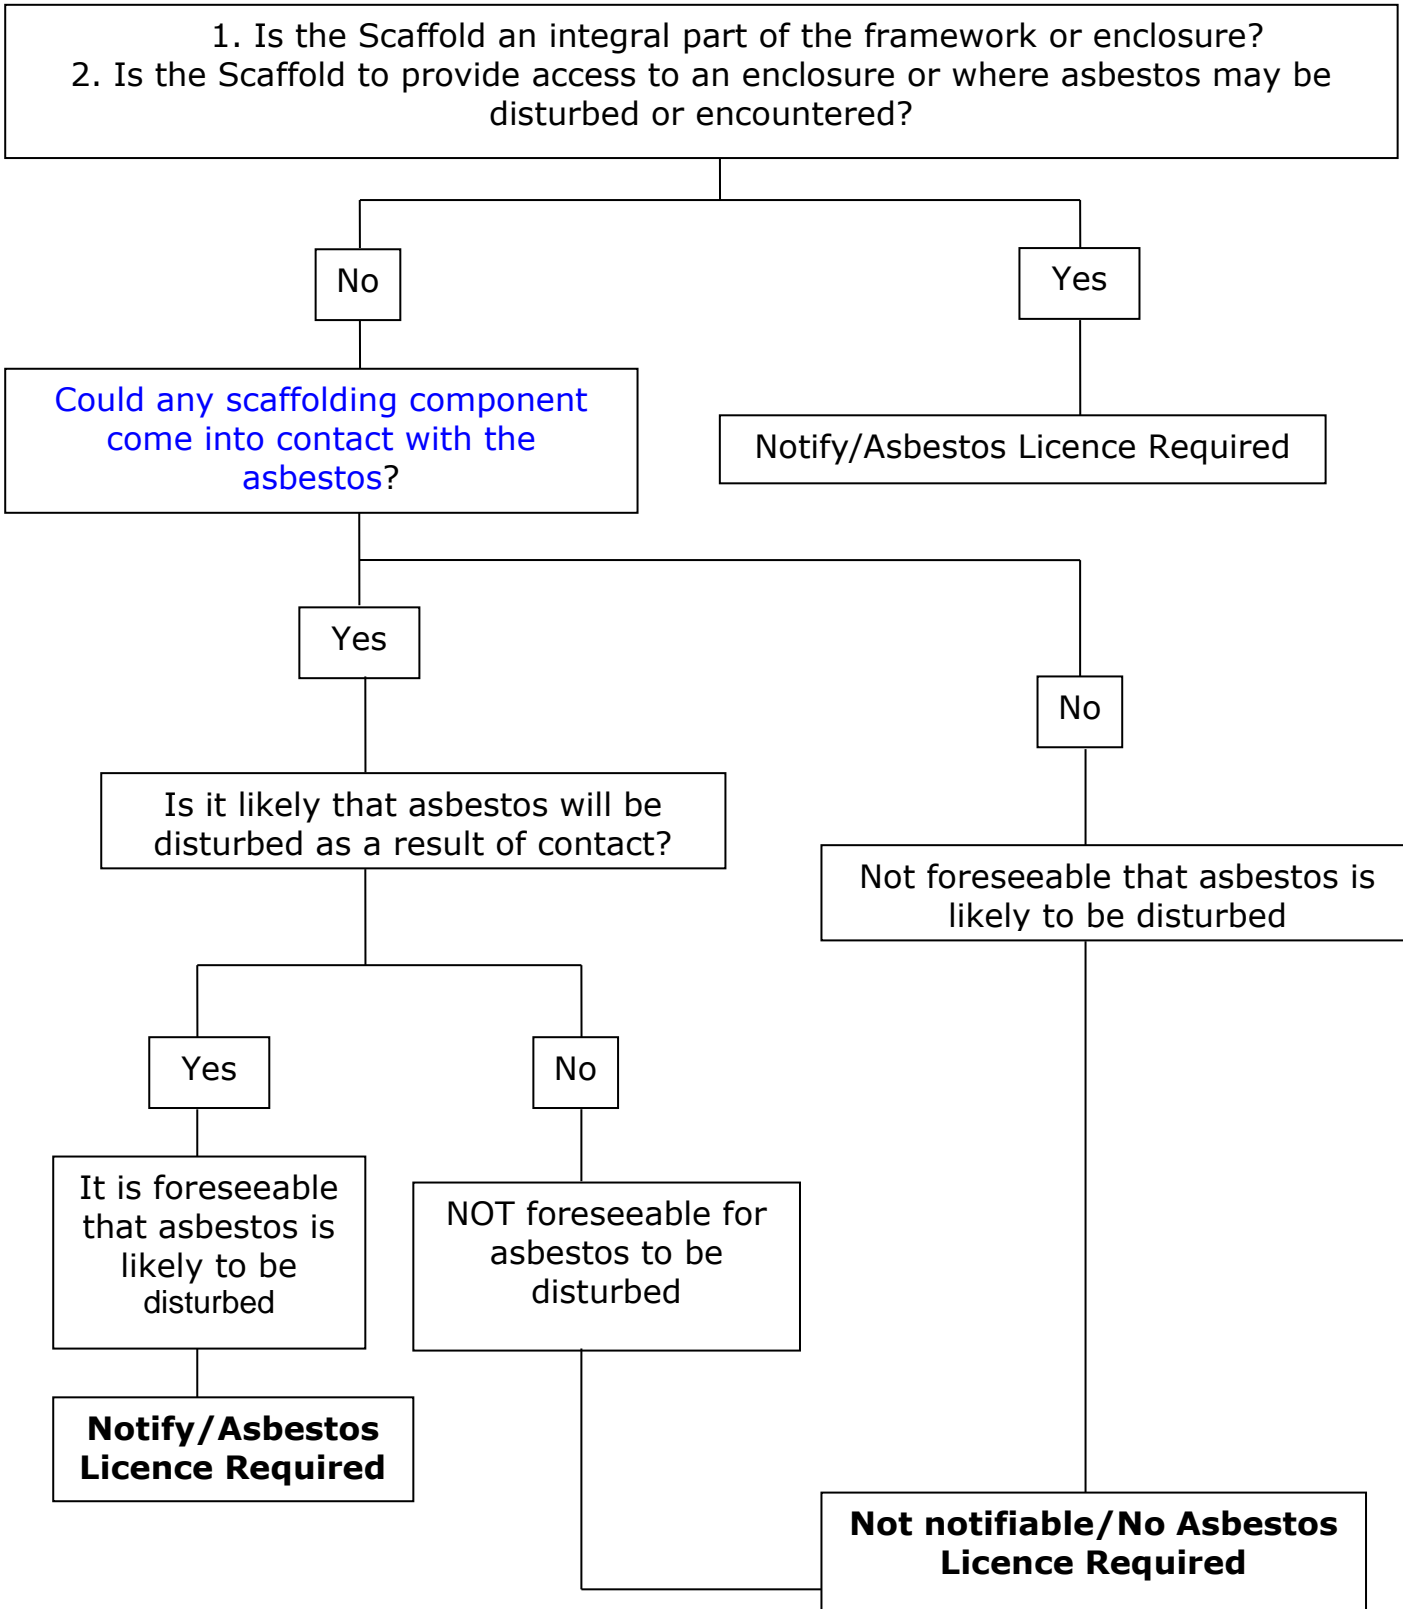 1. Is the Scaffold an integral part of the framework or enclosure?
2. Is the Scaffold to provide access to an enclosure or where asbestos may be
disturbed or encountered?
No
Yes
Could any scaffolding component
come into contact with the
asbestos?
Notify/Asbestos Licence Required
Yes
No
Is it likely that asbestos will be
disturbed as a result of contact?
Not foreseeable that asbestos is
likely to be disturbed
Yes
No
It is foreseeable
that asbestos is
likely to be
disturbed
NOT foreseeable for
asbestos to be
disturbed
Notify/Asbestos
Licence Required
Not notifiable/No Asbestos
Licence Required